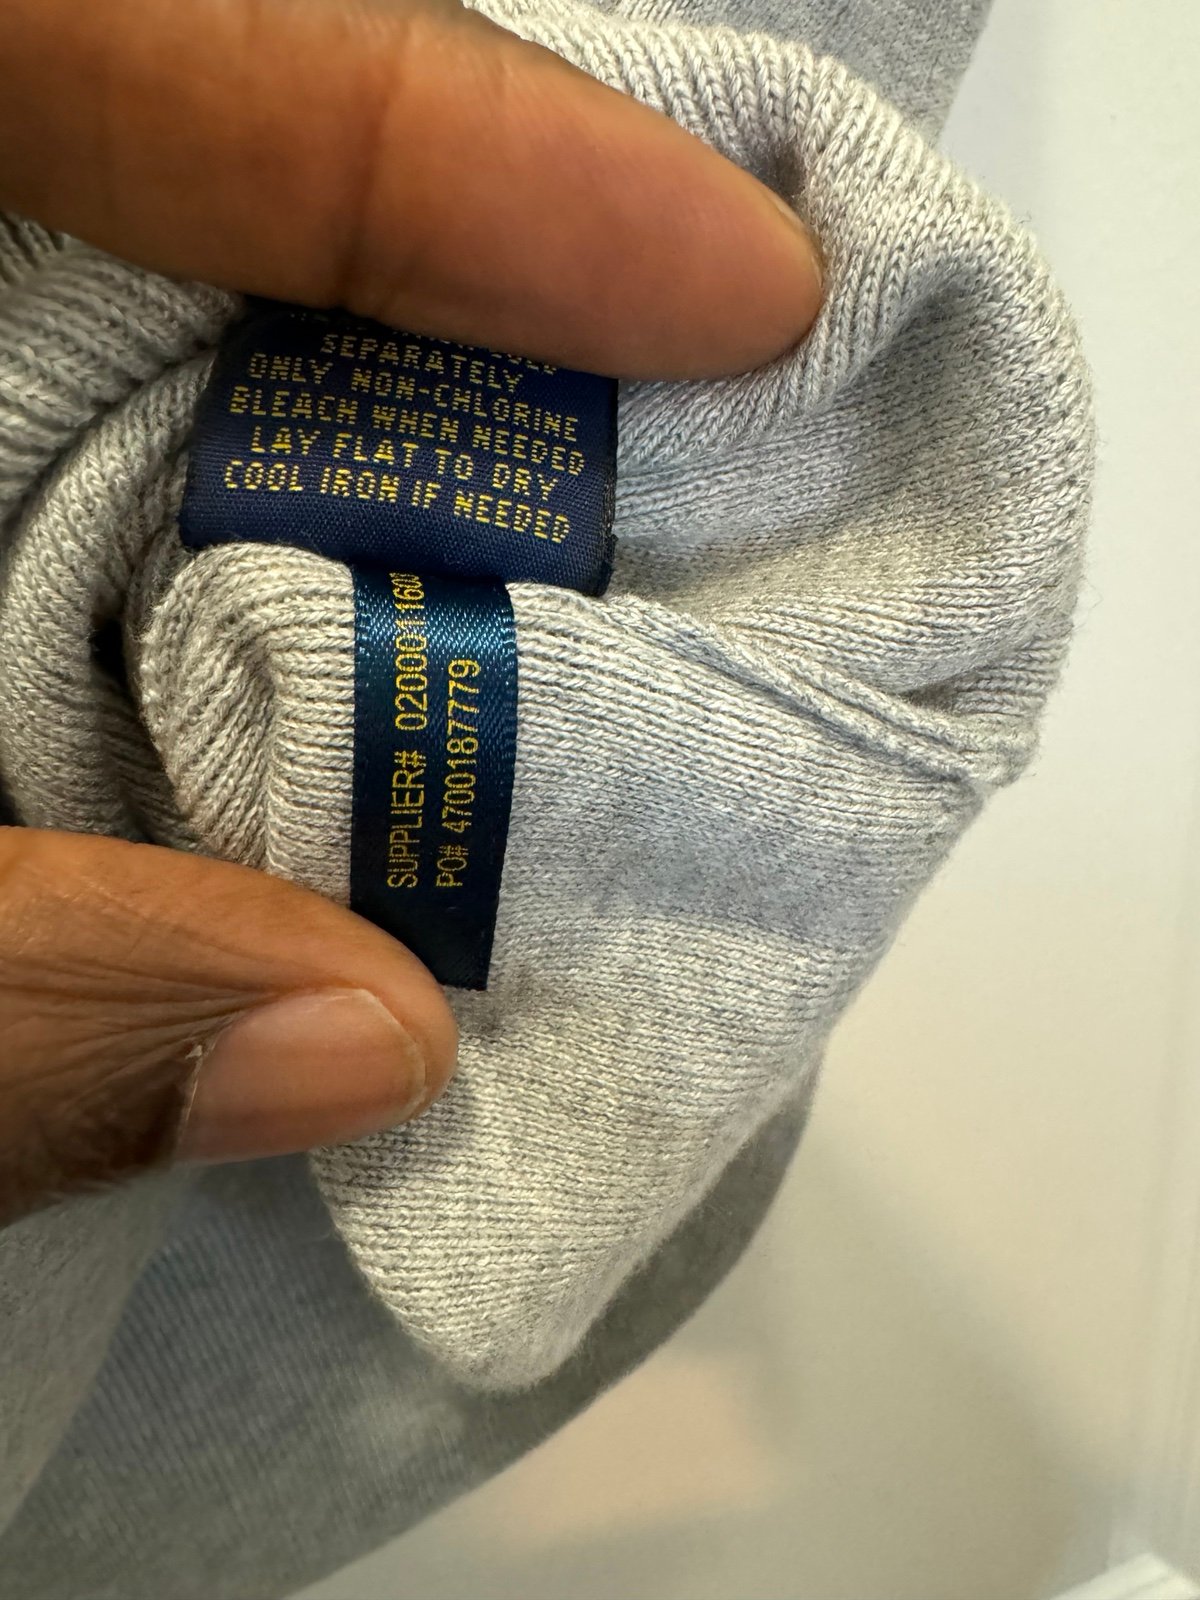 SEPARATELY
ONLY NON-CHLORINE
BLEACH WHEN NEEDED
LAY FLAT TO DRY
COOL IRON IF NEEDED
SUPPLIER#
PO# 4700187779